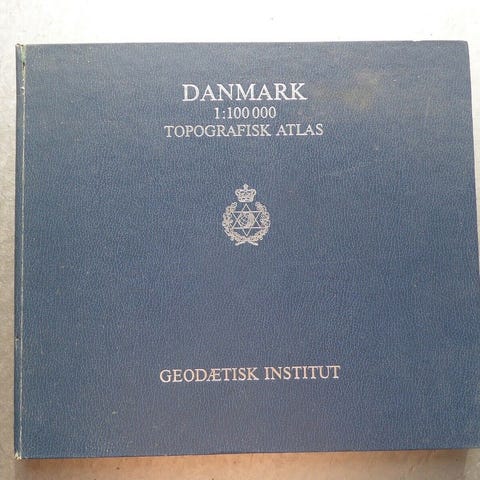 DANMARK
1:100 000
TOPOGRAFISK ATLAS
GEODÆTISK INSTITUT